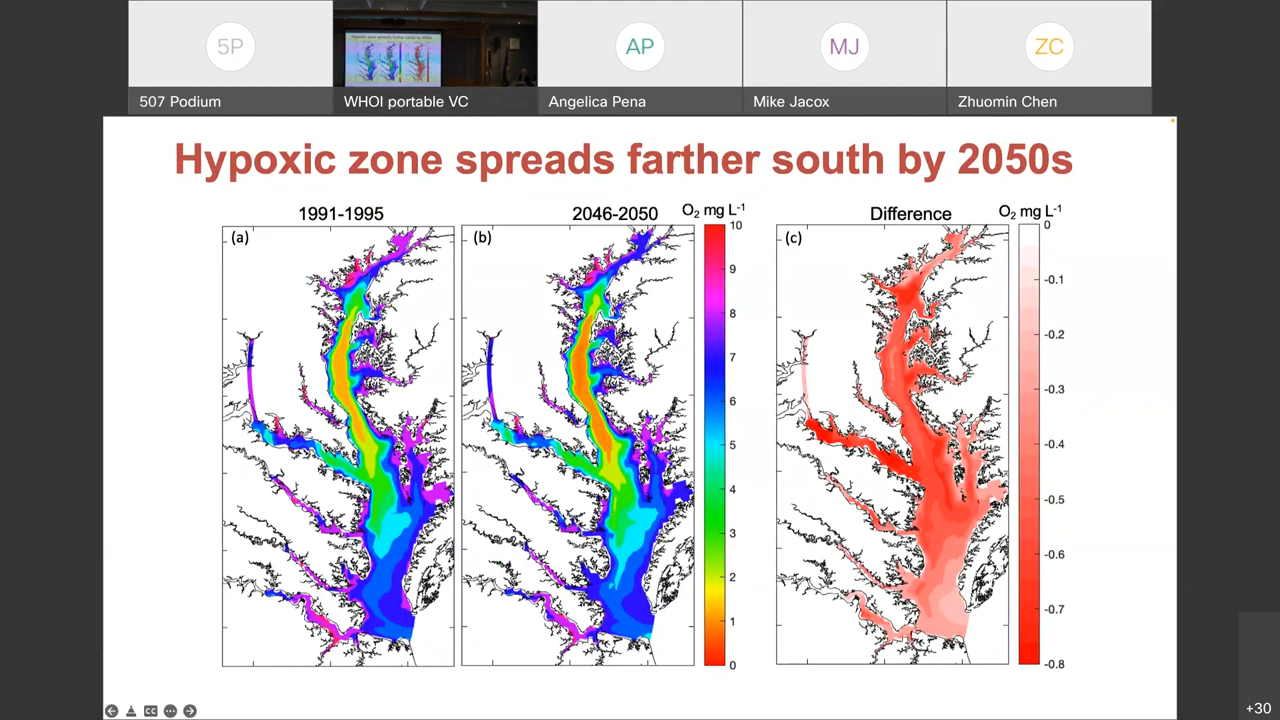 5P
AP
MJ
ZC
507 Podium
WHOI portable VC
Angelica Pena
Mike Jacox
Zhuomin Chen
Hypoxic zone spreads farther south by 2050s
1991-1995
2046-2050
O₂ mg L⁻¹
Difference
O₂ mg L⁻¹
(a)
(b)
(c)
10
9
8
7
6
5
4
3
2
1
0
0
-0.1
-0.2
-0.3
-0.4
-0.5
-0.6
-0.7
-0.8
CC
+30